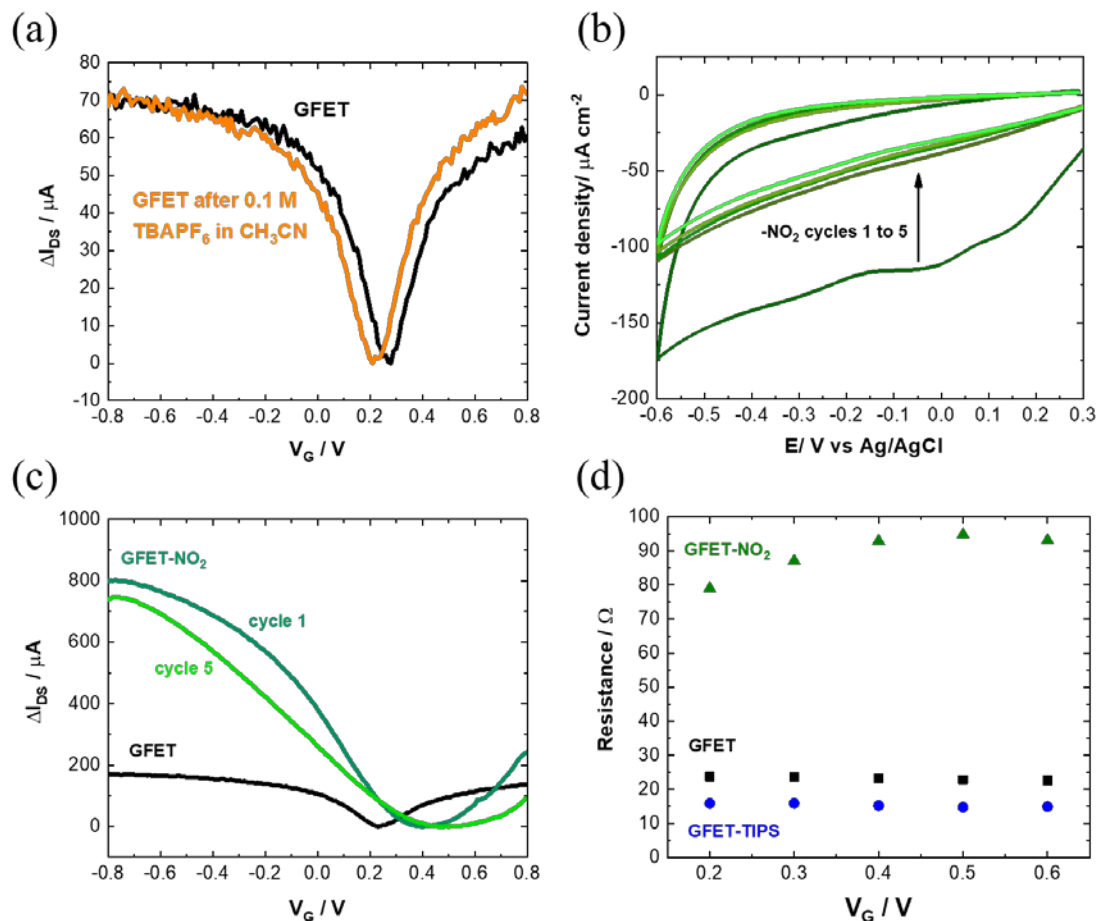 (a)
ΔI_DS / μA
80
70
60
50
40
30
20
10
0
-10
GFET
GFET after 0.1 M
TBAPF₆ in CH₃CN
-0.8 -0.6 -0.4 -0.2 0.0 0.2 0.4 0.6 0.8
V_G / V
(b)
Current density/ μA cm⁻²
0
-50
-100
-150
-200
-NO₂ cycles 1 to 5
-0.6 -0.5 -0.4 -0.3 -0.2 -0.1 0.0 0.1 0.2 0.3
E/ V vs Ag/AgCl
(c)
ΔI_DS / μA
1000
800
600
400
200
0
GFET-NO₂
cycle 1
cycle 5
GFET
-0.8 -0.6 -0.4 -0.2 0.0 0.2 0.4 0.6 0.8
V_G / V
(d)
Resistance / Ω
100
90
80
70
60
50
40
30
20
10
0
GFET-NO₂
GFET
GFET-TIPS
0.2 0.3 0.4 0.5 0.6
V_G / V